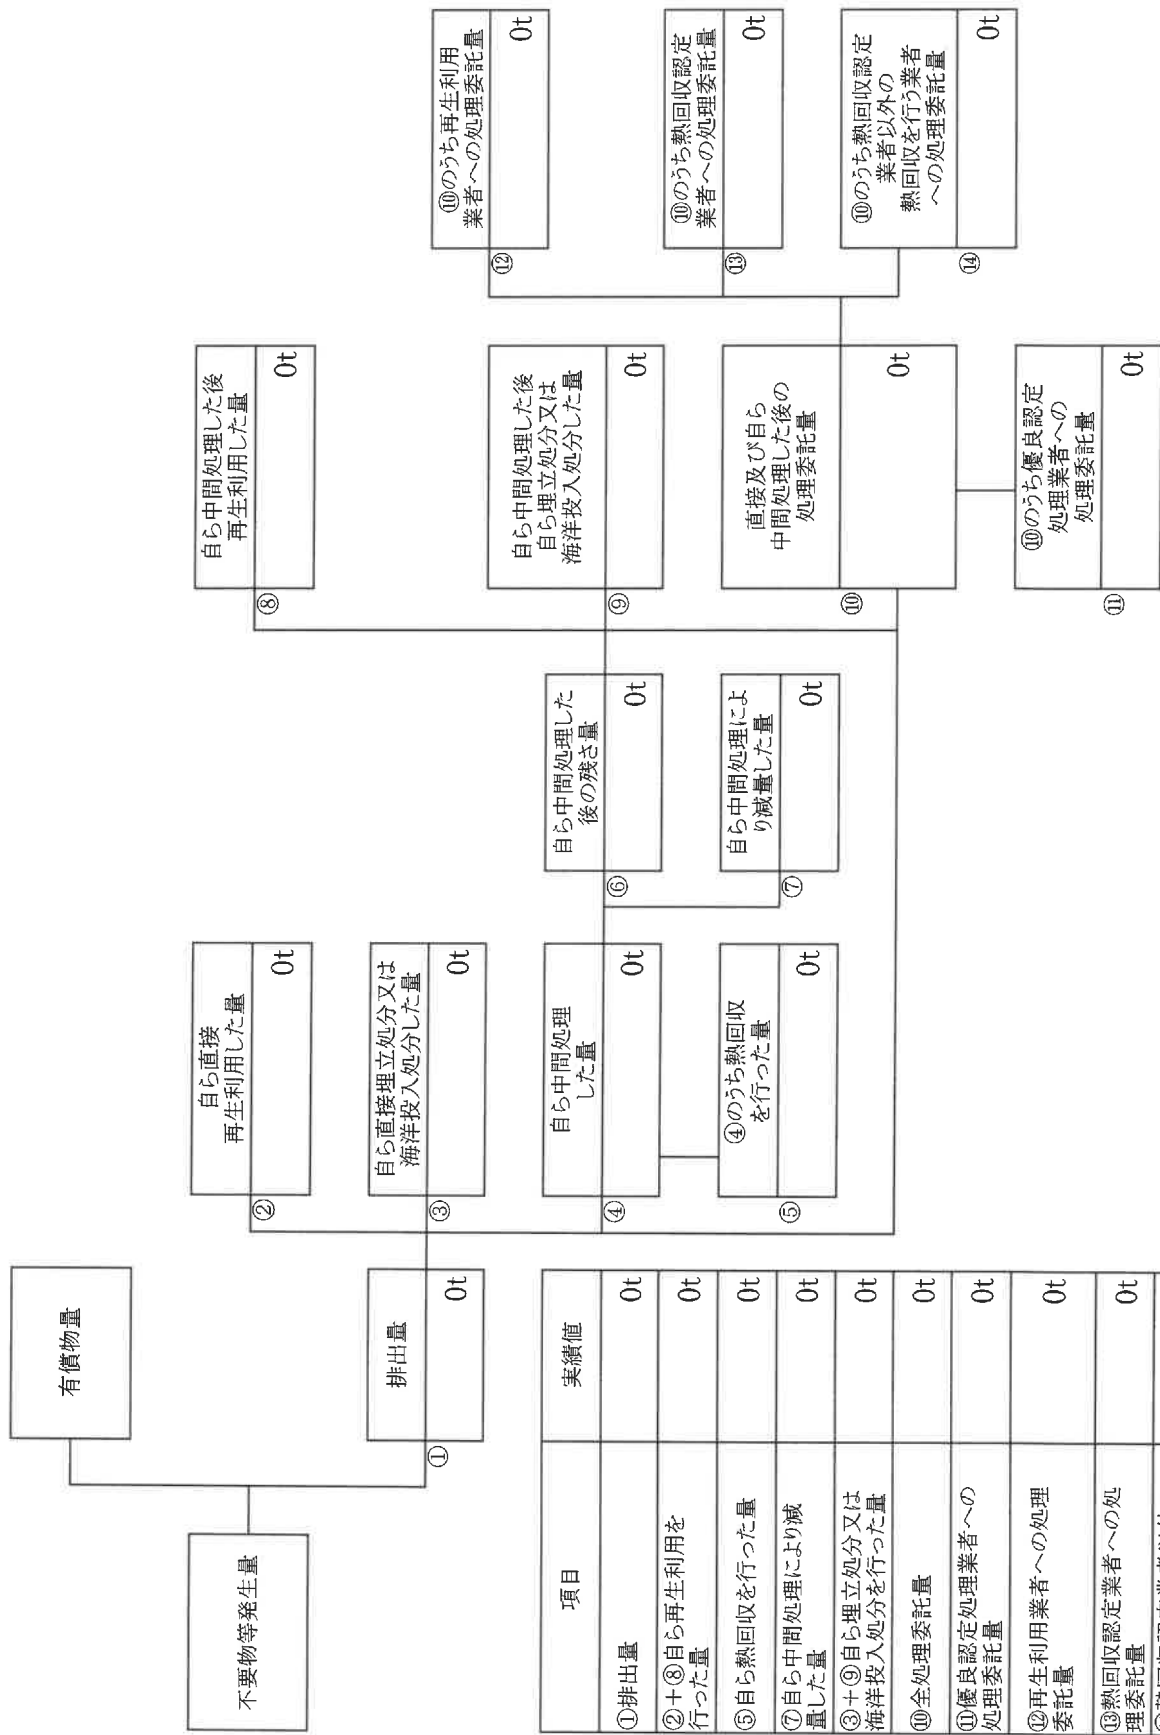 不要物等発生量
有償物量
排出量
①
0t
自ら直接
再生利用した量
②
0t
自ら直接埋立処分又は
海洋投入処分した量
③
0t
自ら中間処理
した量
④
0t
④のうち熱回収
を行った量
⑤
0t
自ら中間処理した
後の残さ量
⑥
0t
自ら中間処理によ
り減量した量
⑦
0t
自ら中間処理した後
再生利用した量
⑧
0t
自ら中間処理した後
自ら埋立処分又は
海洋投入処分した量
⑨
0t
直接及び自ら
中間処理した後の
処理委託量
⑩
0t
⑩のうち優良認定
処理業者への
処理委託量
⑪
0t
⑩のうち再生利用
業者への処理委託量
⑫
0t
⑩のうち熱回収認定
業者への処理委託量
⑬
0t
⑩のうち熱回収認定
業者以外の
熱回収を行う業者
への処理委託量
⑭
0t
項目
実績値
①排出量
0t
②+⑧自ら再生利用を
行った量
0t
⑤自ら熱回収を行った量
0t
⑦自ら中間処理により減
量した量
0t
③+⑨自ら埋立処分又は
海洋投入処分を行った量
0t
⑩全処理委託量
0t
⑪優良認定処理業者への
処理委託量
0t
⑫再生利用業者への処理
委託量
0t
⑬熱回収認定業者への処
理委託量
0t